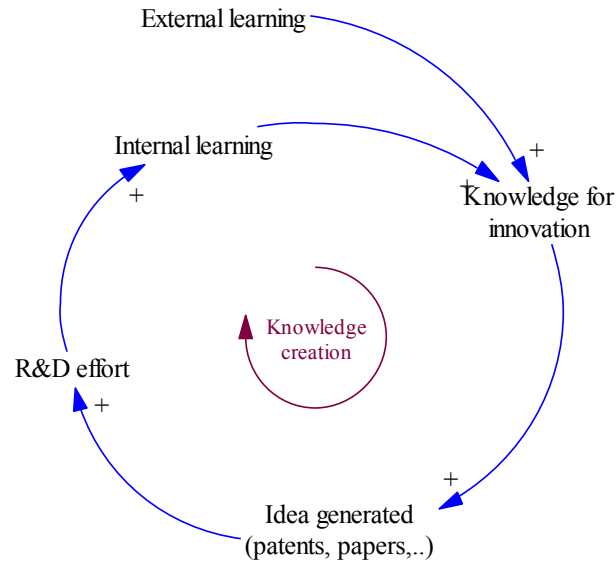 External learning
+
Internal learning
+
+
Knowledge for
innovation
Knowledge
creation
R&D effort
+
+
Idea generated
(patents, papers,..)